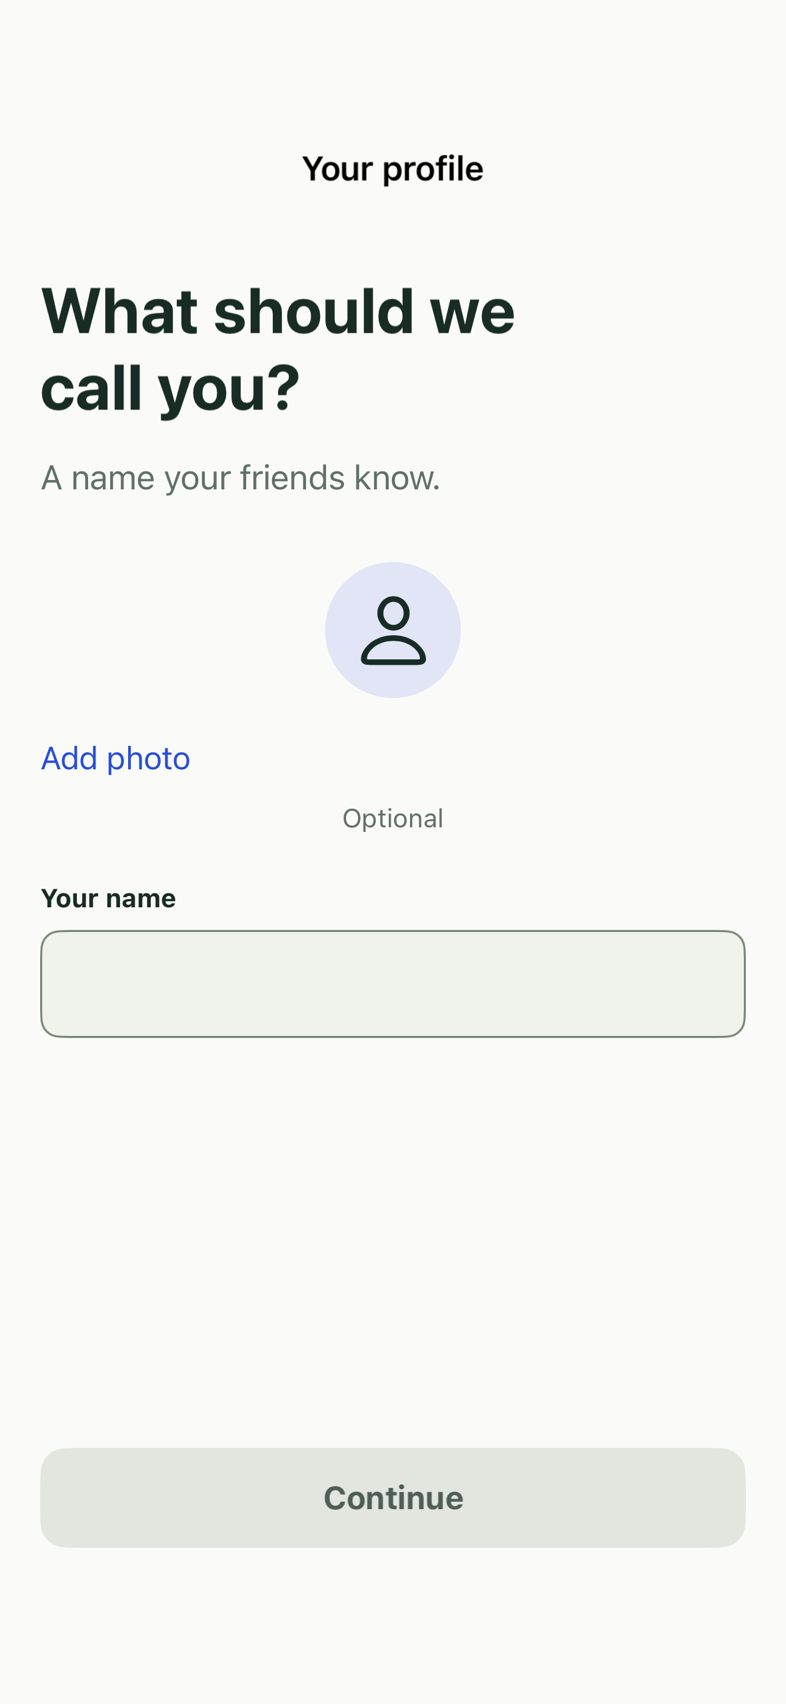 Your profile
What should we
call you?
A name your friends know.
Add photo
Optional
Your name
Continue